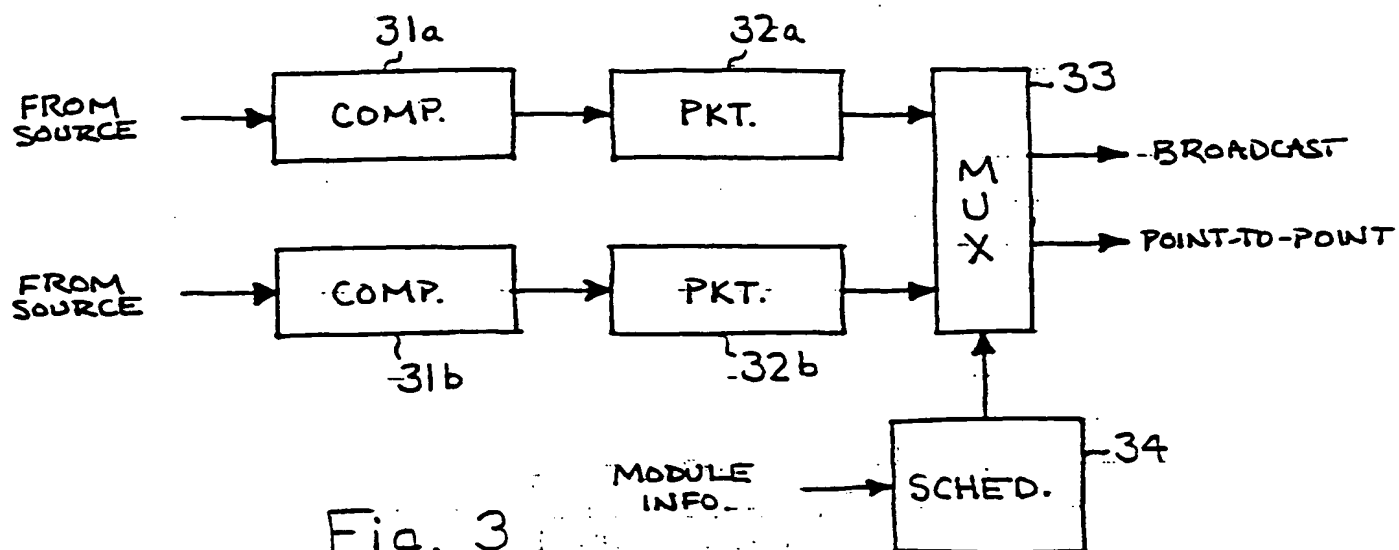 31a
32a
33
FROM
SOURCE
COMP.
PKT.
MUX
BROADCAST
POINT-TO-POINT
FROM
SOURCE
COMP.
PKT.
31b
32b
34
MODULE
INFO.
SCHED.
Fig. 3